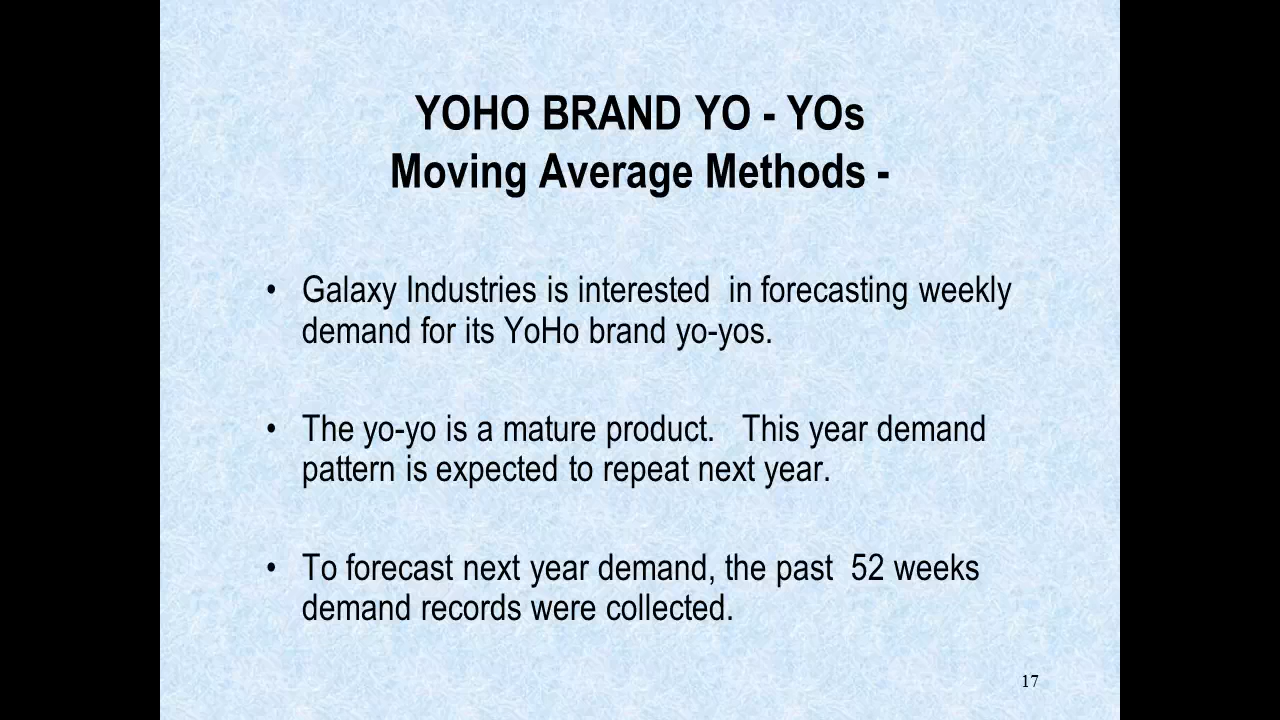 YOHO BRAND YO - YOs
Moving Average Methods -
• Galaxy Industries is interested  in forecasting weekly
demand for its YoHo brand yo-yos.
• The yo-yo is a mature product.   This year demand
pattern is expected to repeat next year.
• To forecast next year demand, the past  52 weeks
demand records were collected.
17